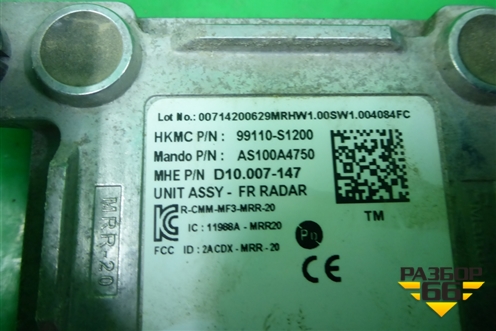 Lot No.: 00714200629MRHW1.00SW1.004084FC
HKMC P/N : 99110-S1200
Mando P/N : AS100A4750
MHE P/N D10.007-147
UNIT ASSY - FR RADAR
R-CMM-MF3-MRR-20
IC : 11988A - MRR20
FCC ID : 2ACDX - MRR - 20
TM
CE
MRR-20
РАЗБОР
66